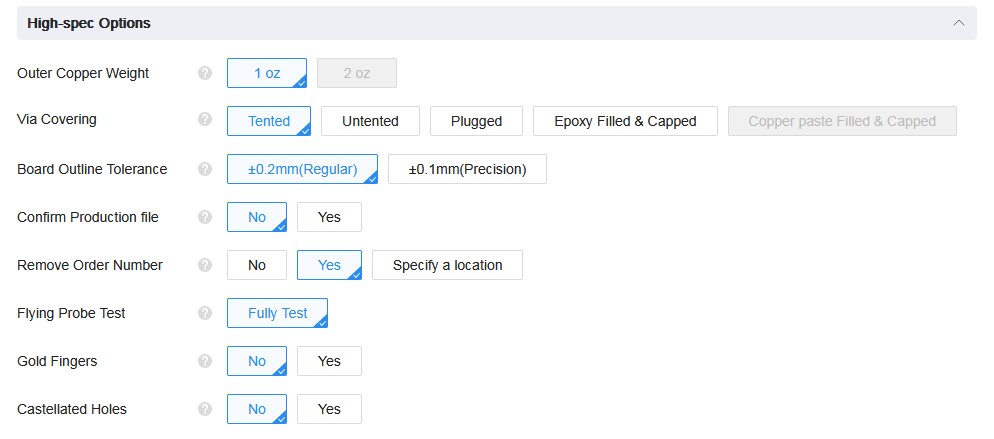 High-spec Options
Outer Copper Weight ? 1 oz 2 oz
Via Covering ? Tented Untented Plugged Epoxy Filled & Capped Copper paste Filled & Capped
Board Outline Tolerance ? ±0.2mm(Regular) ±0.1mm(Precision)
Confirm Production file ? No Yes
Remove Order Number ? No Yes Specify a location
Flying Probe Test ? Fully Test
Gold Fingers ? No Yes
Castellated Holes ? No Yes